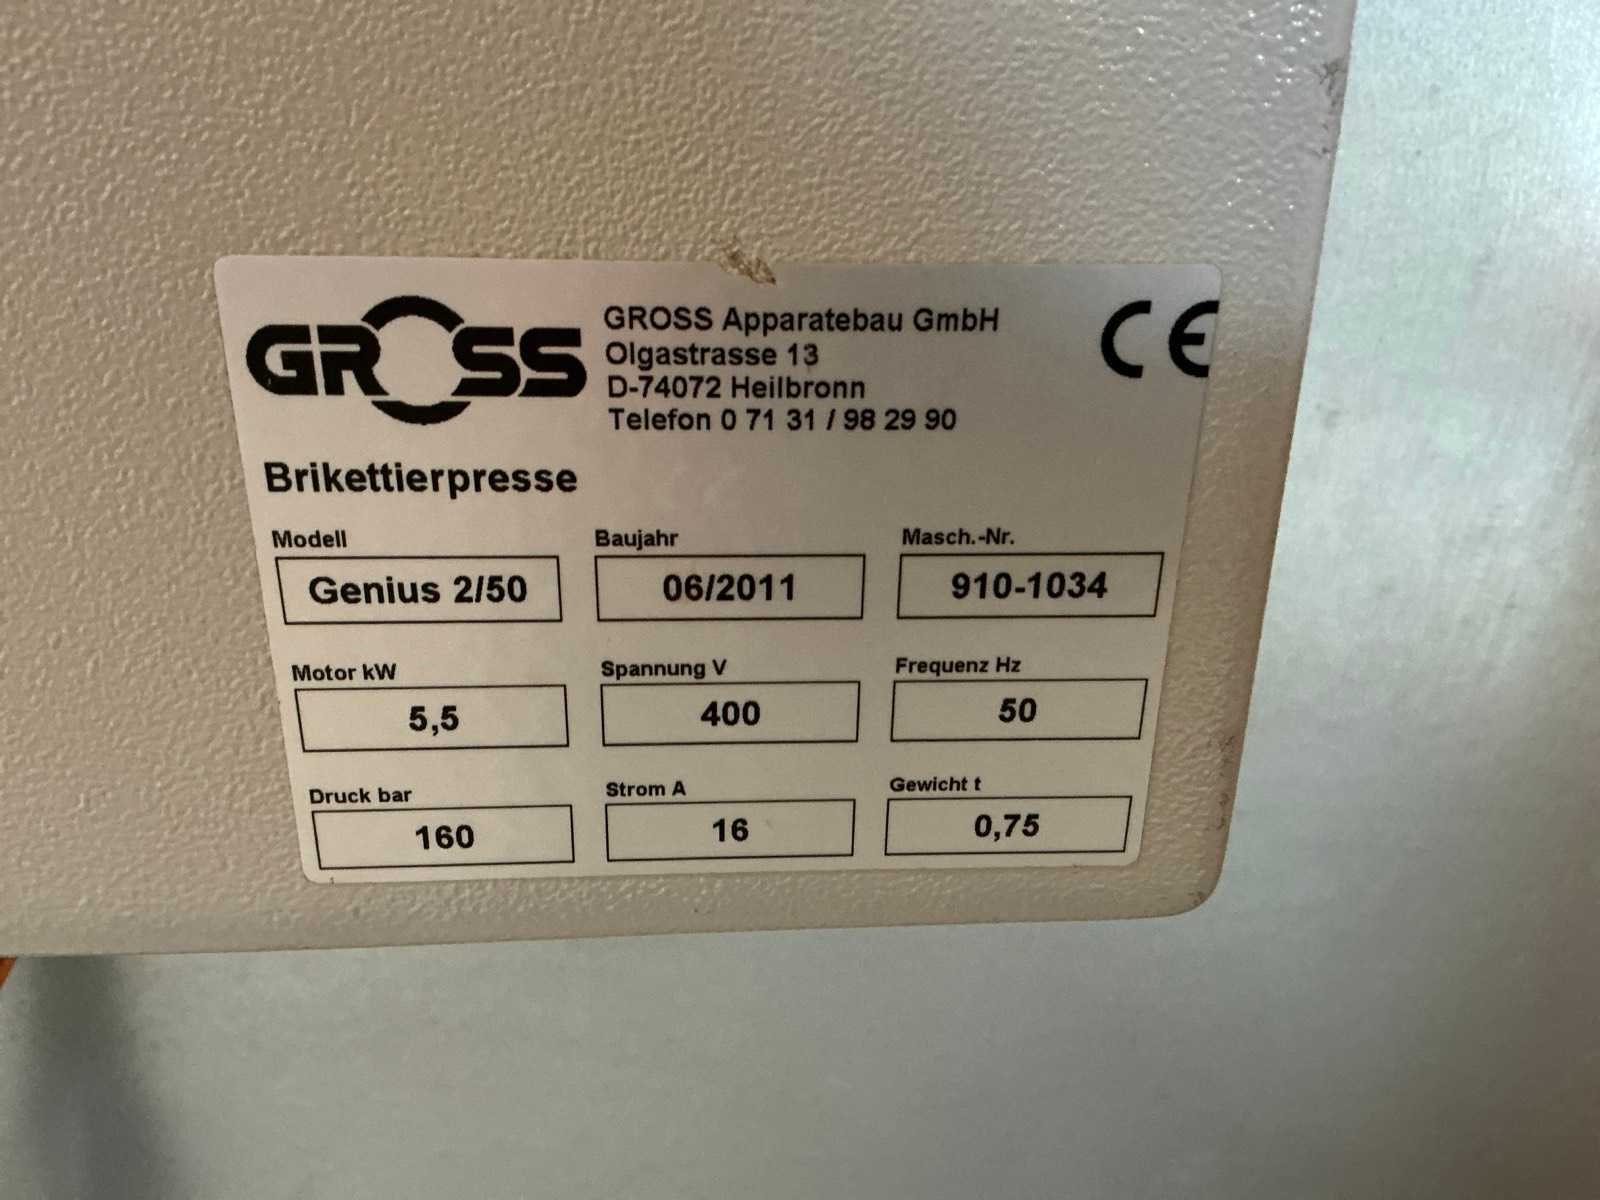 GROSS
GROSS Apparatebau GmbH
Olgastrasse 13
D-74072 Heilbronn
Telefon 0 71 31 / 98 29 90
CE
Brikettierpresse
Modell Baujahr Masch.-Nr.
Genius 2/50 06/2011 910-1034
Motor kW Spannung V Frequenz Hz
5,5 400 50
Druck bar Strom A Gewicht t
160 16 0,75